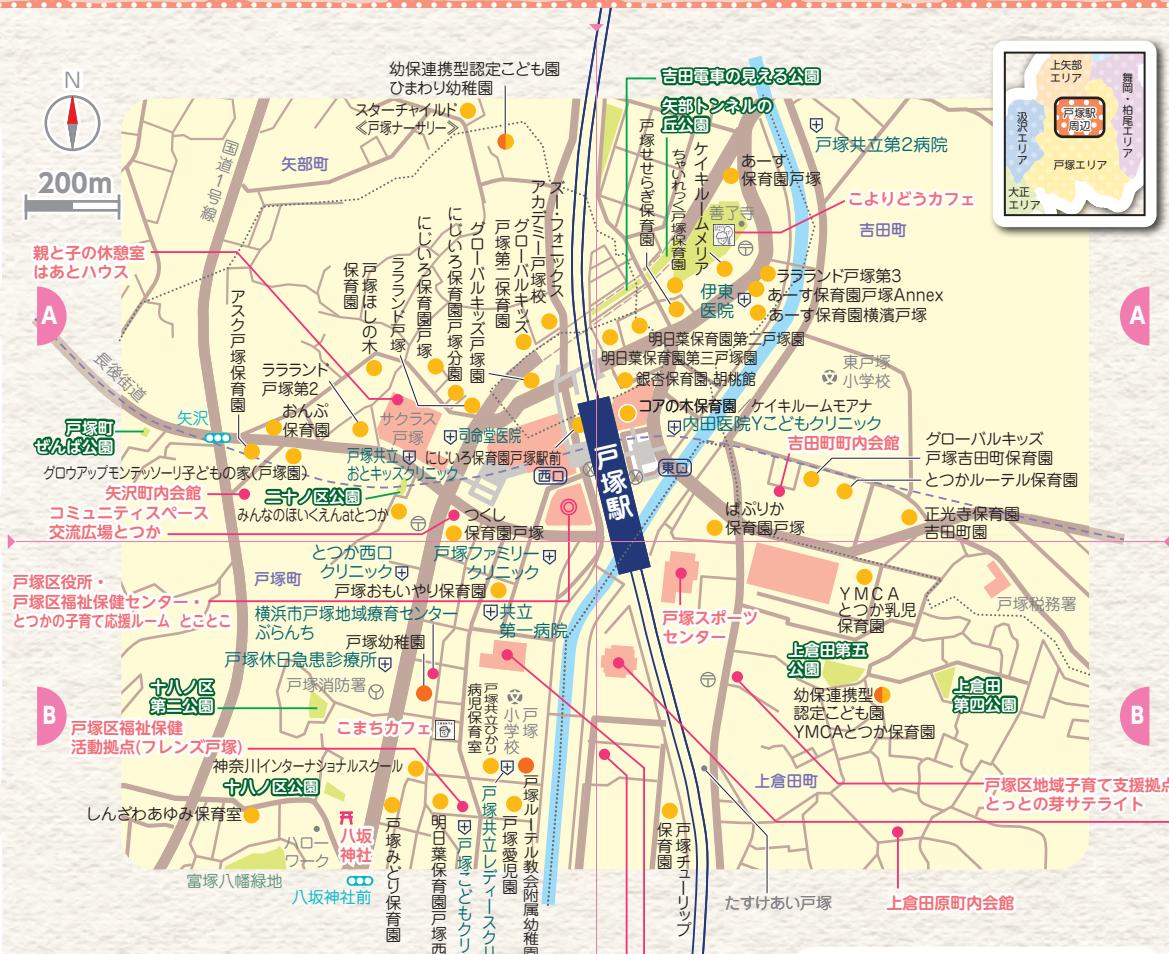 N
200m
国道1号線
矢部町
幼保連携型認定こども園
ひまわり幼稚園
スターチャイルド
≪戸塚ナーサリー≫
吉田電車の見える公園
矢部トンネルの
丘公園
戸塚せせらぎ保育園
ちゃいれっく戸塚保育園
ケイキルームメリア
あーす
保育園戸塚
戸塚共立第2病院
こよりどうカフェ
善了寺
吉田町
上矢部
エリア
舞岡・柏尾エリア
汲沢エリア
戸塚駅
周辺
戸塚エリア
大正
エリア
親と子の休憩室
はあとハウス
A
長後街道
アスク戸塚保育園
戸塚ほしの木
保育園
ララランド戸塚
にじいろ保育園戸塚
にじいろ保育園戸塚分園
グローバルキッズ戸塚園
グローバルキッズ
戸塚第二保育園
ズー・フォニックス
アカデミー戸塚校
伊東
医院
ララランド戸塚第3
あーす保育園戸塚Annex
あーす保育園横濱戸塚
A
明日葉保育園第二戸塚園
明日葉保育園第三戸塚園
銀杏保育園 胡桃館
東戸塚
小学校
コアの木保育園
ケイキルームモアナ
内田医院Yこどもクリニック
吉田町町内会館
グローバルキッズ
戸塚吉田町保育園
とつかルーテル保育園
ララランド
戸塚第2
おんぷ
保育園
矢沢
戸塚町
ぜんば公園
サクラス
戸塚
司命堂医院
戸塚共立
おとキッズクリニック
にじいろ保育園戸塚駅前
西口
東口
戸塚駅
グロウアップモンテッソーリ子どもの家(戸塚園)
矢沢町内会館
二十ノ区公園
みんなのほいくえんatとつか
コミュニティスペース
交流広場とつか
つくし
保育園戸塚
ぱぷりか
保育園戸塚
正光寺保育園
吉田町園
とつか西口
クリニック
戸塚ファミリー
クリニック
戸塚町
戸塚おもいやり保育園
戸塚区役所・
戸塚区福祉保健センター・
とつかの子育て応援ルーム とことこ
横浜市戸塚地域療育センター
ぶらんち
共立
第一病院
戸塚スポーツ
センター
YMCA
とつか乳児
保育園
戸塚税務署
戸塚幼稚園
戸塚休日急患診療所
戸塚消防署
十八ノ区
第二公園
上倉田第五
公園
上倉田
第四公園
幼保連携型
認定こども園
YMCAとつか保育園
B
B
戸塚区福祉保健
活動拠点(フレンズ戸塚)
こまちカフェ
戸塚共立ひかり
病児保育室
戸塚
小学校
神奈川インターナショナルスクール
十八ノ区公園
しんざわあゆみ保育室
ハロー
ワーク
八坂
神社
富塚八幡緑地
八坂神社前
戸塚みどり保育園
明日葉保育園戸塚西
戸塚こどもクリ
戸塚共立レディースクリ
戸塚愛児園
戸塚ルーテル教会附属幼稚園
戸塚チューリップ
保育園
上倉田町
戸塚区地域子育て支援拠点
とっとの芽サテライト
たすけあい戸塚
上倉田原町内会館